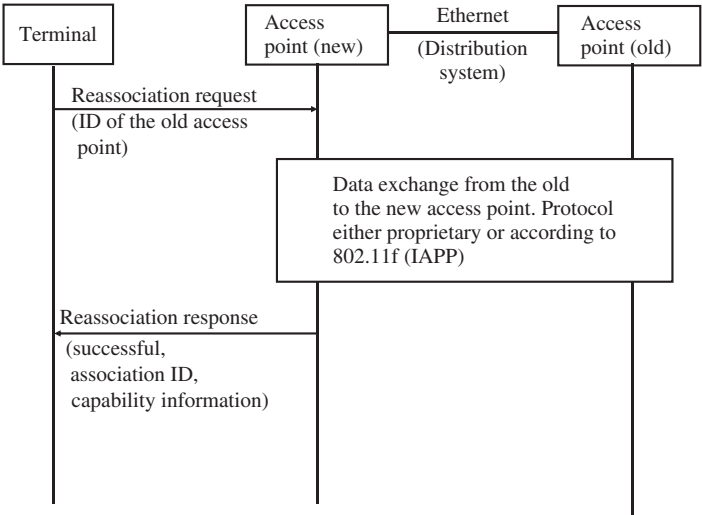 Terminal
Access
point (new)
Ethernet
(Distribution
system)
Access
point (old)
Reassociation request
(ID of the old access
point)
Data exchange from the old
to the new access point. Protocol
either proprietary or according to
802.11f (IAPP)
Reassociation response
(successful,
association ID,
capability information)